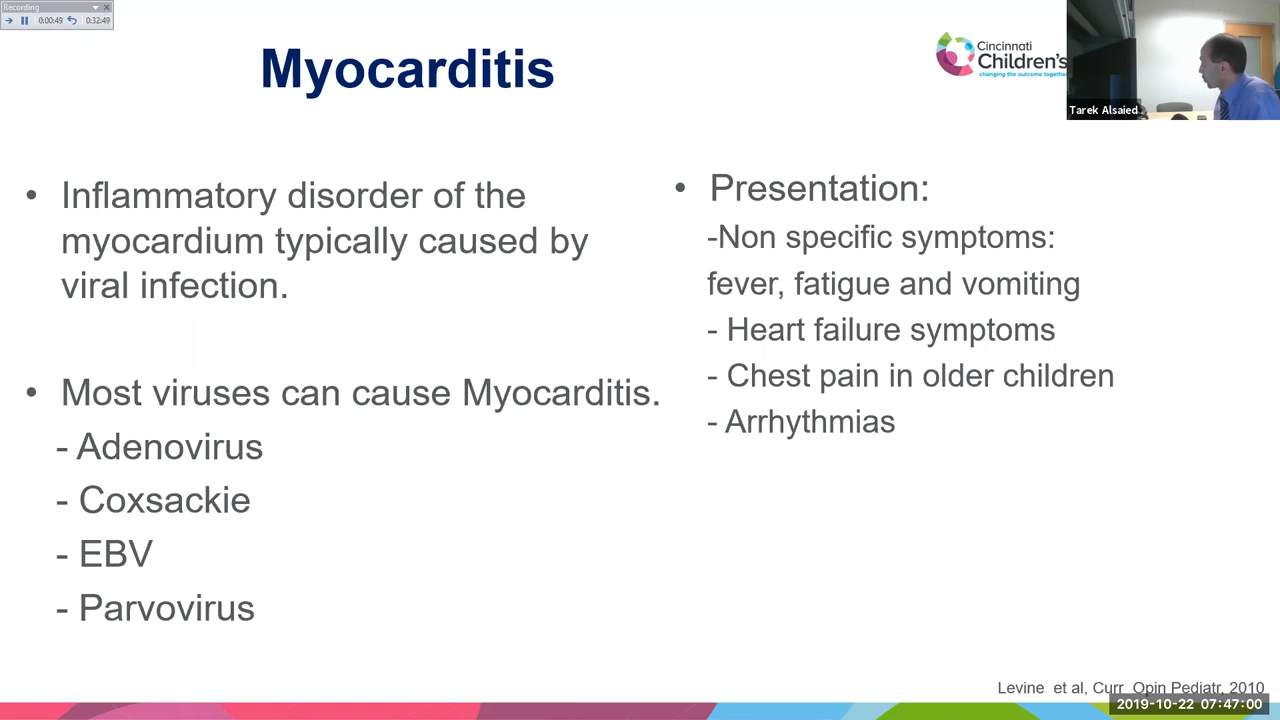 Recording
0:00:49
0:32:49
Myocarditis
Cincinnati
Children's
changing the outcome together
Tarek Alsaied
• Inflammatory disorder of the
myocardium typically caused by
viral infection.
• Most viruses can cause Myocarditis.
- Adenovirus
- Coxsackie
- EBV
- Parvovirus
• Presentation:
-Non specific symptoms:
fever, fatigue and vomiting
- Heart failure symptoms
- Chest pain in older children
- Arrhythmias
Levine et al, Curr Opin Pediatr, 2010
2019-10-22 07:47:00